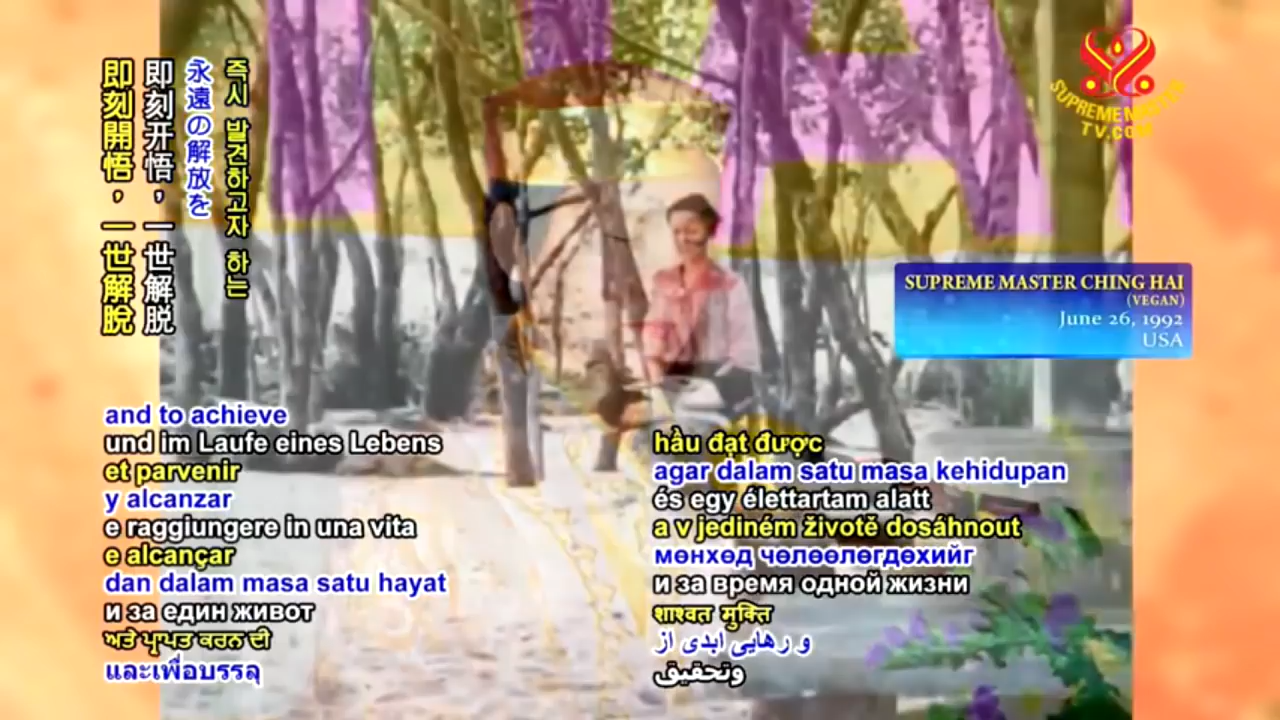 즉시 발견하고자 하는
永遠の解放を
即刻开悟，一世解脱
即刻開悟，一世解脫
SUPREME MASTER
TV.COM
SUPREME MASTER CHING HAI
(VEGAN)
June 26, 1992
USA
and to achieve
und im Laufe eines Lebens
et parvenir
y alcanzar
e raggiungere in una vita
e alcançar
dan dalam masa satu hayat
и за един живот
ਅਤੇ ਪ੍ਰਾਪਤ ਕਰਨ ਦੀ
และเพื่อบรรลุ
hầu đạt được
agar dalam satu masa kehidupan
és egy élettartam alatt
a v jediném životě dosáhnout
мөнхөд чөлөөлөгдөхийг
и за время одной жизни
शाश्वत मुक्ति
و رهایی ابدی از
وتحقيق